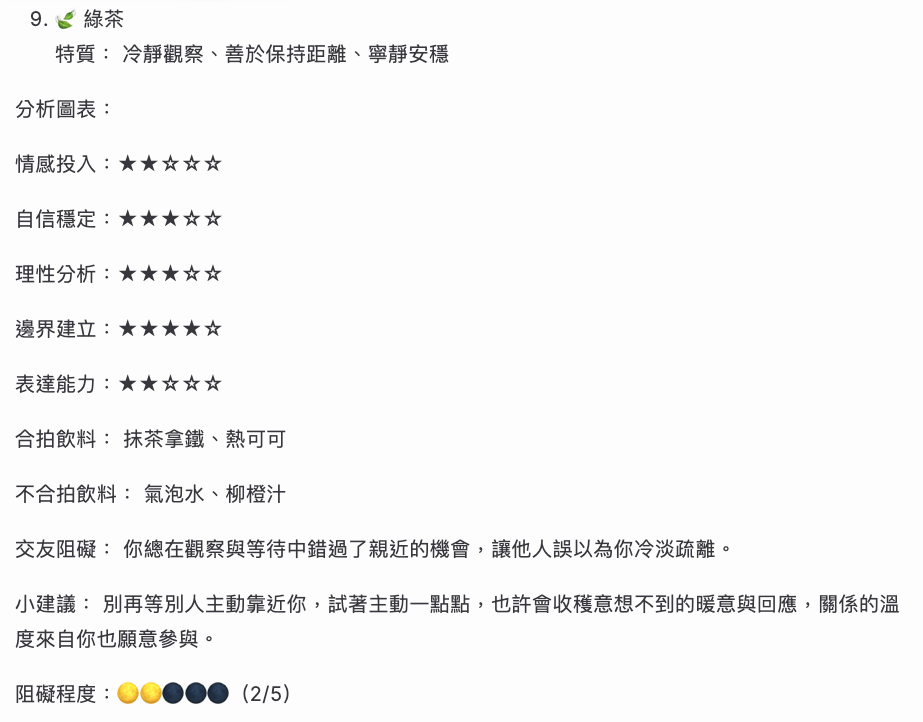 9. 🍃 綠茶
特質： 冷靜觀察、善於保持距離、寧靜安穩
分析圖表：
情感投入：★★☆☆☆
自信穩定：★★★☆☆
理性分析：★★★☆☆
邊界建立：★★★★☆
表達能力：★★☆☆☆
合拍飲料： 抹茶拿鐵、熱可可
不合拍飲料： 氣泡水、柳橙汁
交友阻礙： 你總在觀察與等待中錯過了親近的機會，讓他人誤以為你冷淡疏離。
小建議： 別再等別人主動靠近你，試著主動一點點，也許會收穫意想不到的暖意與回應，關係的溫
度來自你也願意參與。
阻礙程度：🌕🌕🌑🌑🌑（2/5）